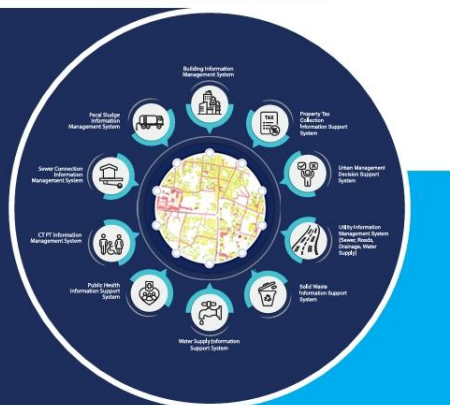 Building Information
Management System
Property Tax
Collection
Information Support
System
Urban Management
Decision Support
System
Utility Information
Management System
(Sewer, Roads,
Drainage, Water
Supply)
Solid Waste
Information Support
System
Water Supply Information
Support System
Public Health
Information Support
System
CT PT Information
Management System
Sewer Connection
Information
Management System
Fecal Sludge
Information
Management System
TAX